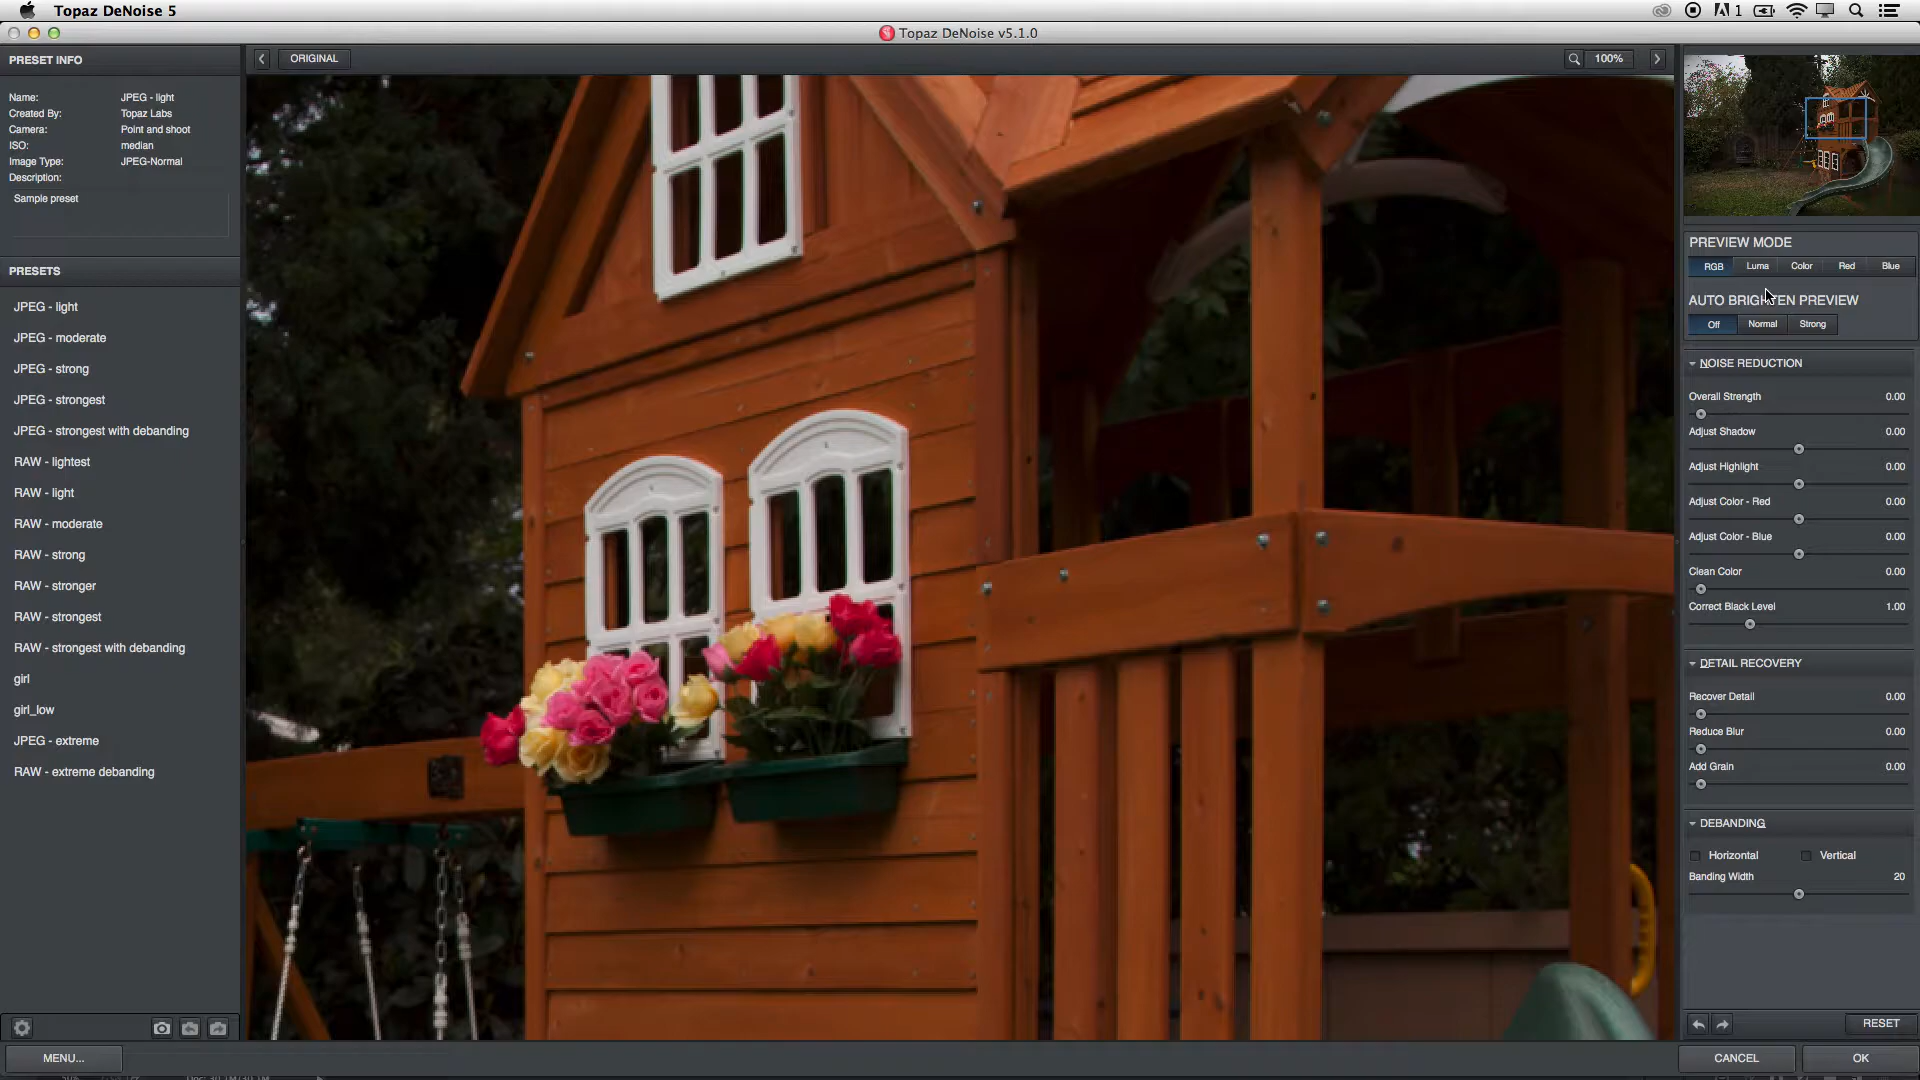 Topaz DeNoise 5
1
Topaz DeNoise v5.1.0
PRESET INFO
ORIGINAL
100%
Name: JPEG - light
Created By: Topaz Labs
Camera: Point and shoot
ISO: median
Image Type: JPEG-Normal
Description:
Sample preset
PRESETS
JPEG - light
JPEG - moderate
JPEG - strong
JPEG - strongest
JPEG - strongest with debanding
RAW - lightest
RAW - light
RAW - moderate
RAW - strong
RAW - stronger
RAW - strongest
RAW - strongest with debanding
girl
girl_low
JPEG - extreme
RAW - extreme debanding
MENU...
PREVIEW MODE
RGB Luma Color Red Blue
AUTO BRIGHTEN PREVIEW
Off Normal Strong
NOISE REDUCTION
Overall Strength 0.00
Adjust Shadow 0.00
Adjust Highlight 0.00
Adjust Color - Red 0.00
Adjust Color - Blue 0.00
Clean Color 0.00
Correct Black Level 1.00
DETAIL RECOVERY
Recover Detail 0.00
Reduce Blur 0.00
Add Grain 0.00
DEBANDING
Horizontal Vertical
Banding Width 20
RESET
CANCEL OK